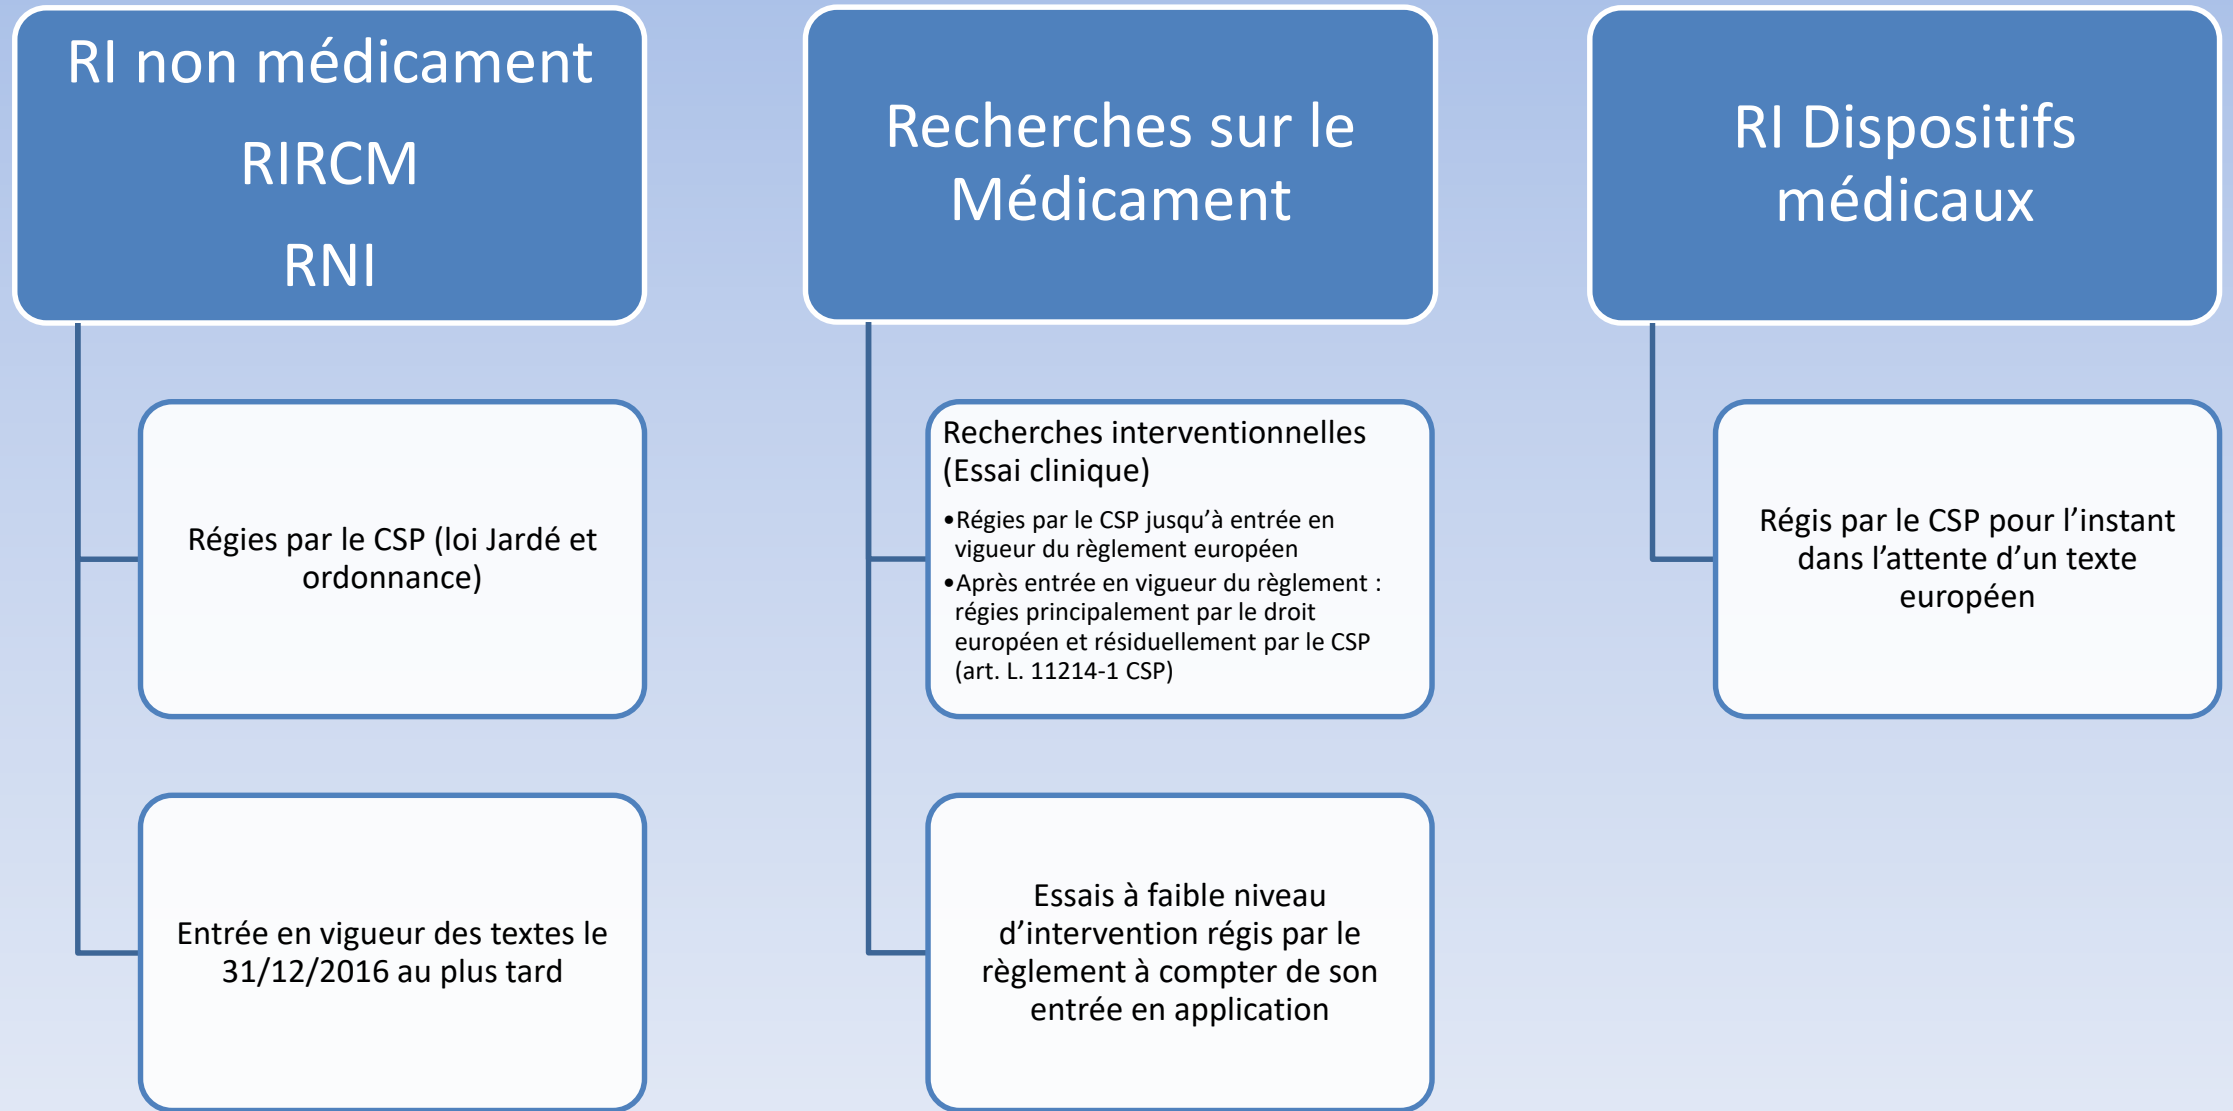 RI non médicament
RIRCM
RNI
Régies par le CSP (loi Jardé et
ordonnance)
Entrée en vigueur des textes le
31/12/2016 au plus tard
Recherches sur le
Médicament
Recherches interventionnelles
(Essai clinique)
•Régies par le CSP jusqu’à entrée en
vigueur du règlement européen
•Après entrée en vigueur du règlement :
régies principalement par le droit
européen et résiduellement par le CSP
(art. L. 11214-1 CSP)
Essais à faible niveau
d’intervention régis par le
règlement à compter de son
entrée en application
RI Dispositifs
médicaux
Régis par le CSP pour l’instant
dans l’attente d’un texte
européen